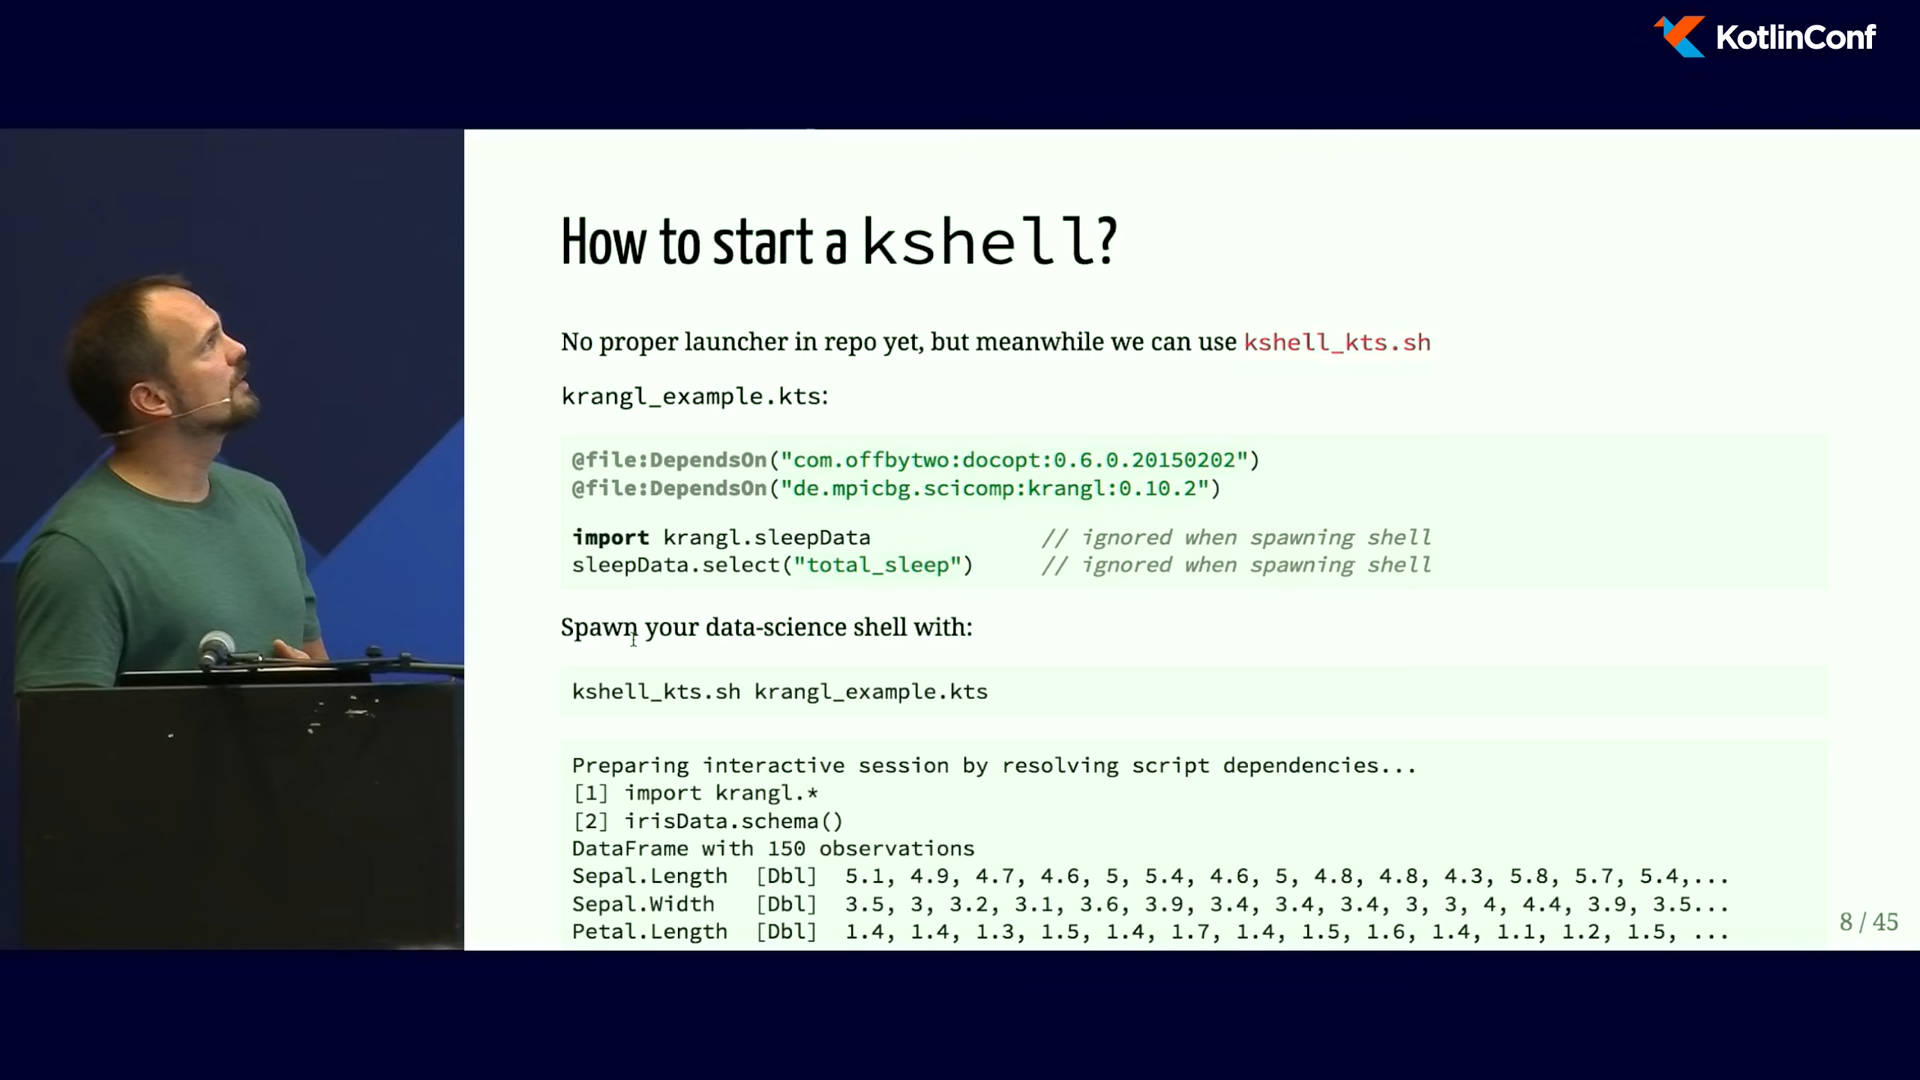 KotlinConf
How to start a kshell?
No proper launcher in repo yet, but meanwhile we can use kshell_kts.sh
krangl_example.kts:
@file:DependsOn("com.offbytwo:docopt:0.6.0.20150202")
@file:DependsOn("de.mpicbg.scicomp:krangl:0.10.2")
import krangl.sleepData // ignored when spawning shell
sleepData.select("total_sleep") // ignored when spawning shell
Spawn your data-science shell with:
kshell_kts.sh krangl_example.kts
Preparing interactive session by resolving script dependencies...
[1] import krangl.*
[2] irisData.schema()
DataFrame with 150 observations
Sepal.Length [Dbl] 5.1, 4.9, 4.7, 4.6, 5, 5.4, 4.6, 5, 4.8, 4.8, 4.3, 5.8, 5.7, 5.4,...
Sepal.Width [Dbl] 3.5, 3, 3.2, 3.1, 3.6, 3.9, 3.4, 3.4, 3.4, 3, 3, 4, 4.4, 3.9, 3.5...
Petal.Length [Dbl] 1.4, 1.4, 1.3, 1.5, 1.4, 1.7, 1.4, 1.5, 1.6, 1.4, 1.1, 1.2, 1.5, ...
8 / 45